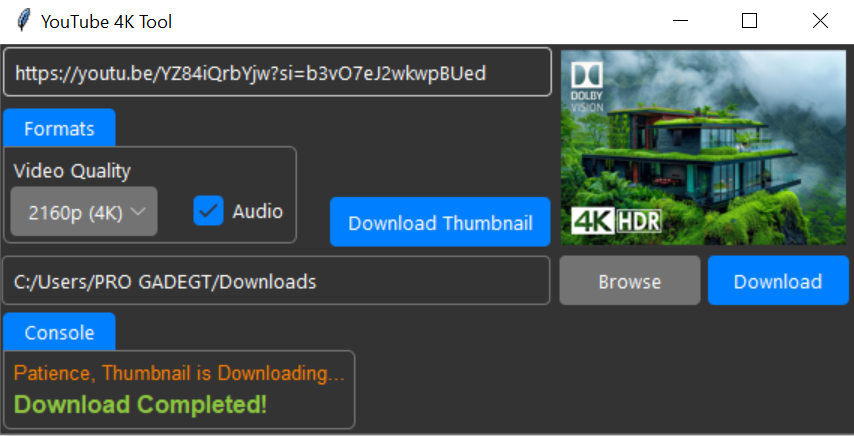 YouTube 4K Tool
https://youtu.be/YZ84iQrbYjw?si=b3vO7eJ2wkwpBUed
DOLBY
VISION
4K HDR
Formats
Video Quality
2160p (4K)
Audio
Download Thumbnail
C:/Users/PRO GADEGT/Downloads
Browse
Download
Console
Patience, Thumbnail is Downloading...
Download Completed!